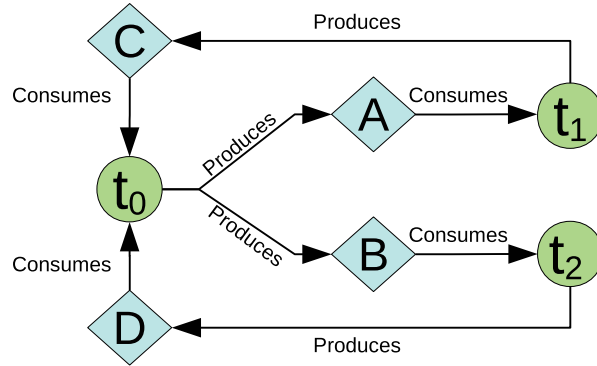 Produces
C
Consumes
Produces
A
Consumes
t1
t0
Produces
B
Consumes
t2
Consumes
D
Produces